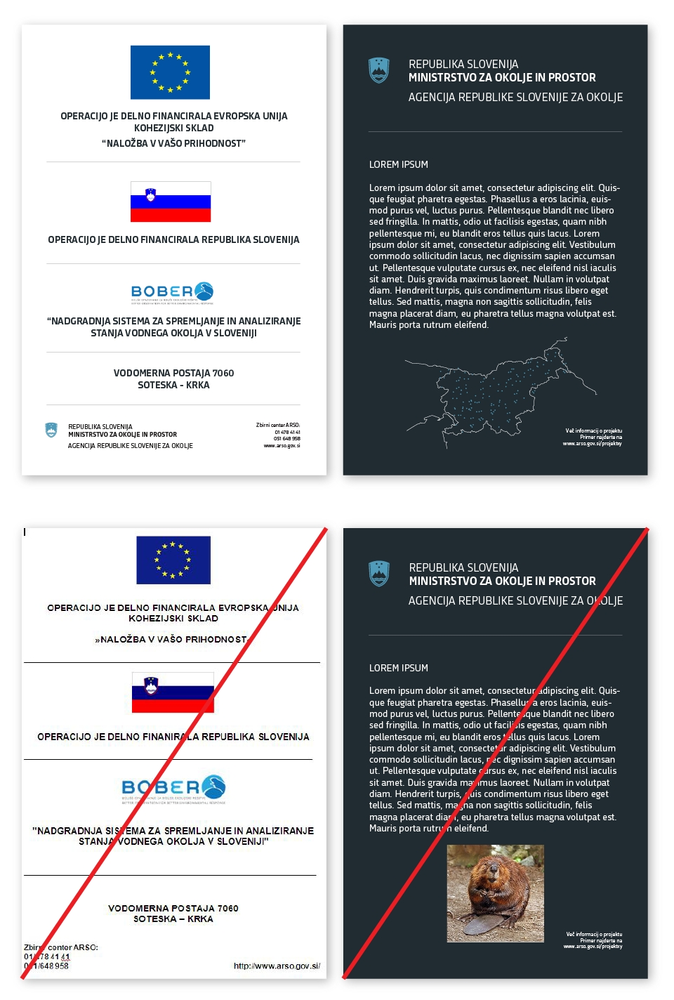 OPERACIJO JE DELNO FINANCIRALA EVROPSKA UNIJA
KOHEZIJSKI SKLAD
“NALOŽBA V VAŠO PRIHODNOST”
OPERACIJO JE DELNO FINANCIRALA REPUBLIKA SLOVENIJA
BOBER
“NADGRADNJA SISTEMA ZA SPREMLJANJE IN ANALIZIRANJE
STANJA VODNEGA OKOLJA V SLOVENIJI
VODOMERNA POSTAJA 7060
SOTESKA - KRKA
REPUBLIKA SLOVENIJA
MINISTRSTVO ZA OKOLJE IN PROSTOR
AGENCIJA REPUBLIKE SLOVENIJE ZA OKOLJE
Zbirni center ARSO:
01 478 41 41
051 648 958
www.arso.gov.si
REPUBLIKA SLOVENIJA
MINISTRSTVO ZA OKOLJE IN PROSTOR
AGENCIJA REPUBLIKE SLOVENIJE ZA OKOLJE
LOREM IPSUM
Lorem ipsum dolor sit amet, consectetur adipiscing elit. Quis-
que feugiat pharetra egestas. Phasellus a eros lacinia, euis-
mod purus vel, luctus purus. Pellentesque blandit nec libero
sed fringilla. In mattis, odio ut facilisis egestas, quam nibh
pellentesque mi, eu blandit eros tellus quis lacus. Lorem
ipsum dolor sit amet, consectetur adipiscing elit. Vestibulum
commodo sollicitudin lacus, nec dignissim sapien accumsan
ut. Pellentesque vulputate cursus ex, nec eleifend nisl iaculis
sit amet. Duis gravida maximus laoreet. Nullam in volutpat
diam. Hendrerit turpis, quis condimentum risus libero eget
tellus. Sed mattis, magna non sagittis sollicitudin, felis
magna placerat diam, eu pharetra tellus magna volutpat est.
Mauris porta rutrum eleifend.
Več informacij o projektu
Primer najderte na
www.arso.gov.si/projektxy
OPERACIJO JE DELNO FINANCIRALA EVROPSKA UNIJA
KOHEZIJSKI SKLAD
»NALOŽBA V VAŠO PRIHODNOST«
OPERACIJO JE DELNO FINANIRALA REPUBLIKA SLOVENIJA
BOBER
"NADGRADNJA SISTEMA ZA SPREMLJANJE IN ANALIZIRANJE
STANJA VODNEGA OKOLJA V SLOVENIJI"
VODOMERNA POSTAJA 7060
SOTESKA – KRKA
Zbirni center ARSO:
01/478 41 41
051/648 958
http://www.arso.gov.si/
REPUBLIKA SLOVENIJA
MINISTRSTVO ZA OKOLJE IN PROSTOR
AGENCIJA REPUBLIKE SLOVENIJE ZA OKOLJE
LOREM IPSUM
Lorem ipsum dolor sit amet, consectetur adipiscing elit. Quis-
que feugiat pharetra egestas. Phasellus a eros lacinia, euis-
mod purus vel, luctus purus. Pellentesque blandit nec libero
sed fringilla. In mattis, odio ut facilisis egestas, quam nibh
pellentesque mi, eu blandit eros tellus quis lacus. Lorem
ipsum dolor sit amet, consectetur adipiscing elit. Vestibulum
commodo sollicitudin lacus, nec dignissim sapien accumsan
ut. Pellentesque vulputate cursus ex, nec eleifend nisl iaculis
sit amet. Duis gravida maximus laoreet. Nullam in volutpat
diam. Hendrerit turpis, quis condimentum risus libero eget
tellus. Sed mattis, magna non sagittis sollicitudin, felis
magna placerat diam, eu pharetra tellus magna volutpat est.
Mauris porta rutrum eleifend.
Več informacij o projektu
Primer najderte na
www.arso.gov.si/projektxy